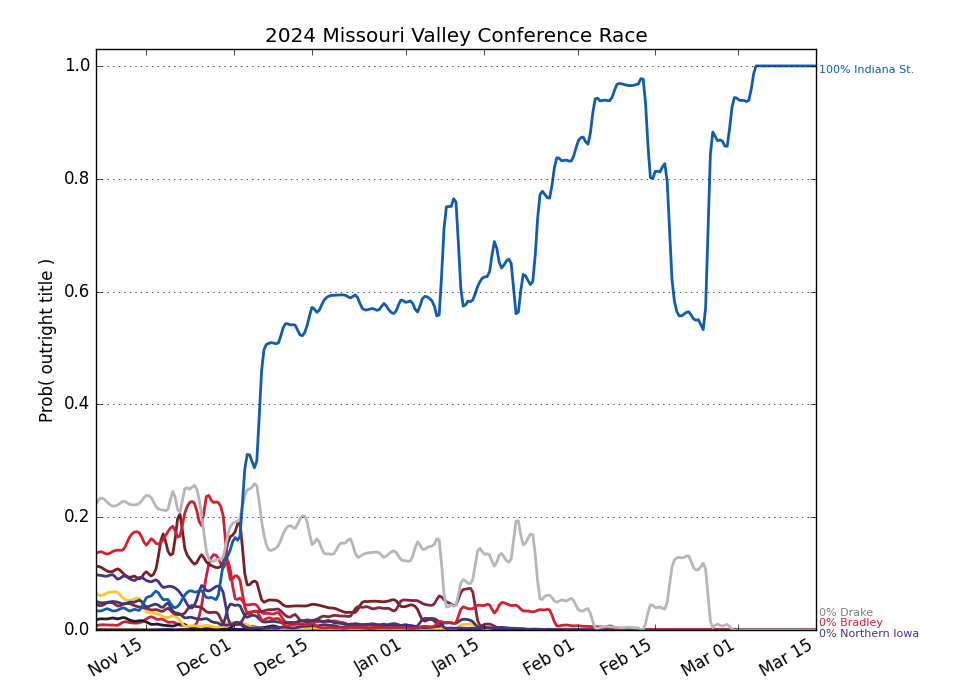 2024 Missouri Valley Conference Race
1.0
100% Indiana St.
0.8
0.6
Prob( outright title )
0.4
0.2
0% Drake
0% Bradley
0% Northern Iowa
0.0
Nov 15
Dec 01
Dec 15
Jan 01
Jan 15
Feb 01
Feb 15
Mar 01
Mar 15